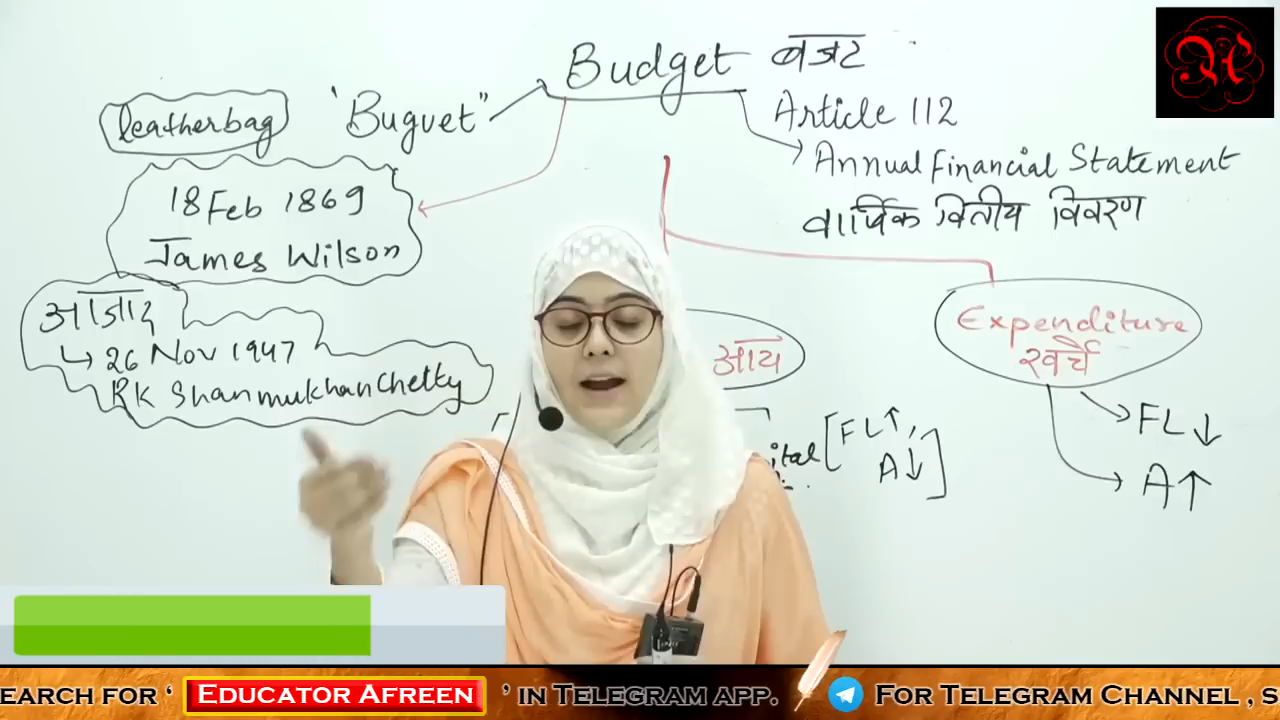 Budget बजट
leatherbag
'Buguet"
Article 112
Annual Financial Statement
वार्षिक वित्तीय विवरण
18 Feb 1869
James Wilson
आजाद
26 Nov 1947
RK Shanmukhan Chetty
आय
Expenditure
खर्च
ital [FL↑,
A↓]
FL↓
A↑
EARCH FOR ‘ EDUCATOR AFREEN ’ IN TELEGRAM APP. FOR TELEGRAM CHANNEL , S